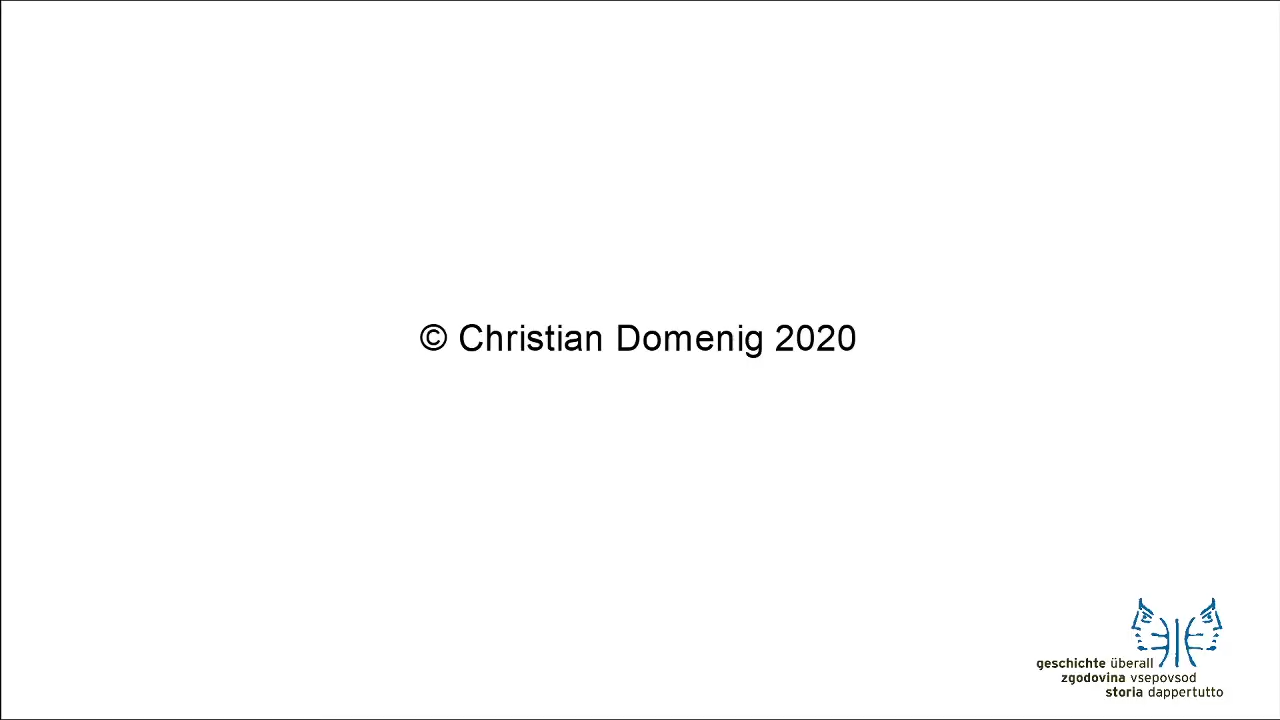 © Christian Domenig 2020
geschichte überall
zgodovina vsepovsod
storia dappertutto